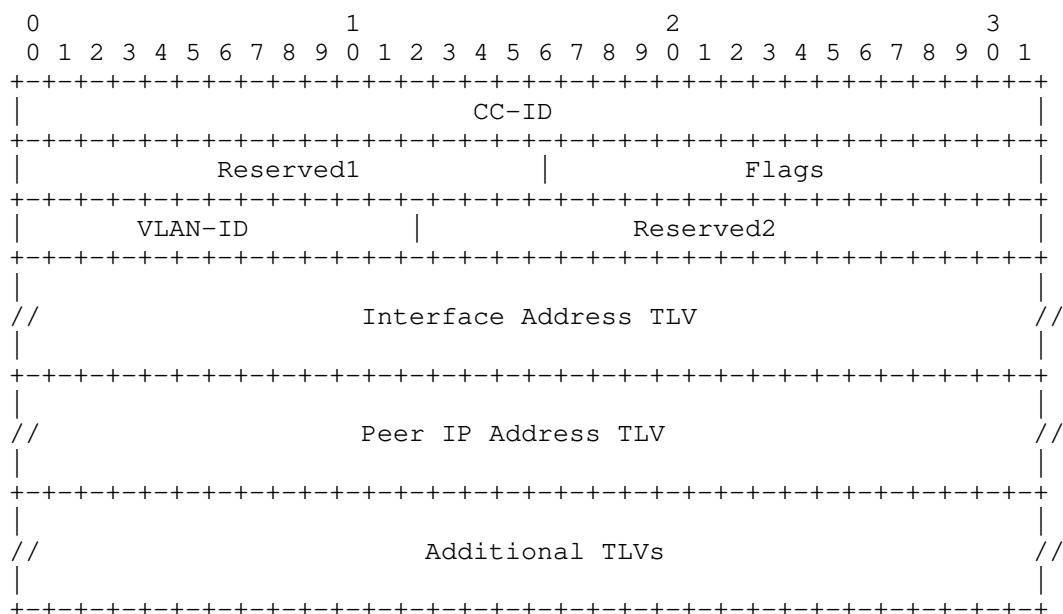 0                   1                   2                   3
0 1 2 3 4 5 6 7 8 9 0 1 2 3 4 5 6 7 8 9 0 1 2 3 4 5 6 7 8 9 0 1
+-+-+-+-+-+-+-+-+-+-+-+-+-+-+-+-+-+-+-+-+-+-+-+-+-+-+-+-+-+-+-+-+
|                            CC-ID                              |
+-+-+-+-+-+-+-+-+-+-+-+-+-+-+-+-+-+-+-+-+-+-+-+-+-+-+-+-+-+-+-+-+
|            Reserved1           |            Flags             |
+-+-+-+-+-+-+-+-+-+-+-+-+-+-+-+-+-+-+-+-+-+-+-+-+-+-+-+-+-+-+-+-+
|       VLAN-ID          |             Reserved2                |
+-+-+-+-+-+-+-+-+-+-+-+-+-+-+-+-+-+-+-+-+-+-+-+-+-+-+-+-+-+-+-+-+
|                                                               |
//                    Interface Address TLV                     //
|                                                               |
+-+-+-+-+-+-+-+-+-+-+-+-+-+-+-+-+-+-+-+-+-+-+-+-+-+-+-+-+-+-+-+-+
|                                                               |
//                    Peer IP Address TLV                       //
|                                                               |
+-+-+-+-+-+-+-+-+-+-+-+-+-+-+-+-+-+-+-+-+-+-+-+-+-+-+-+-+-+-+-+-+
|                                                               |
//                        Additional TLVs                       //
|                                                               |
+-+-+-+-+-+-+-+-+-+-+-+-+-+-+-+-+-+-+-+-+-+-+-+-+-+-+-+-+-+-+-+-+